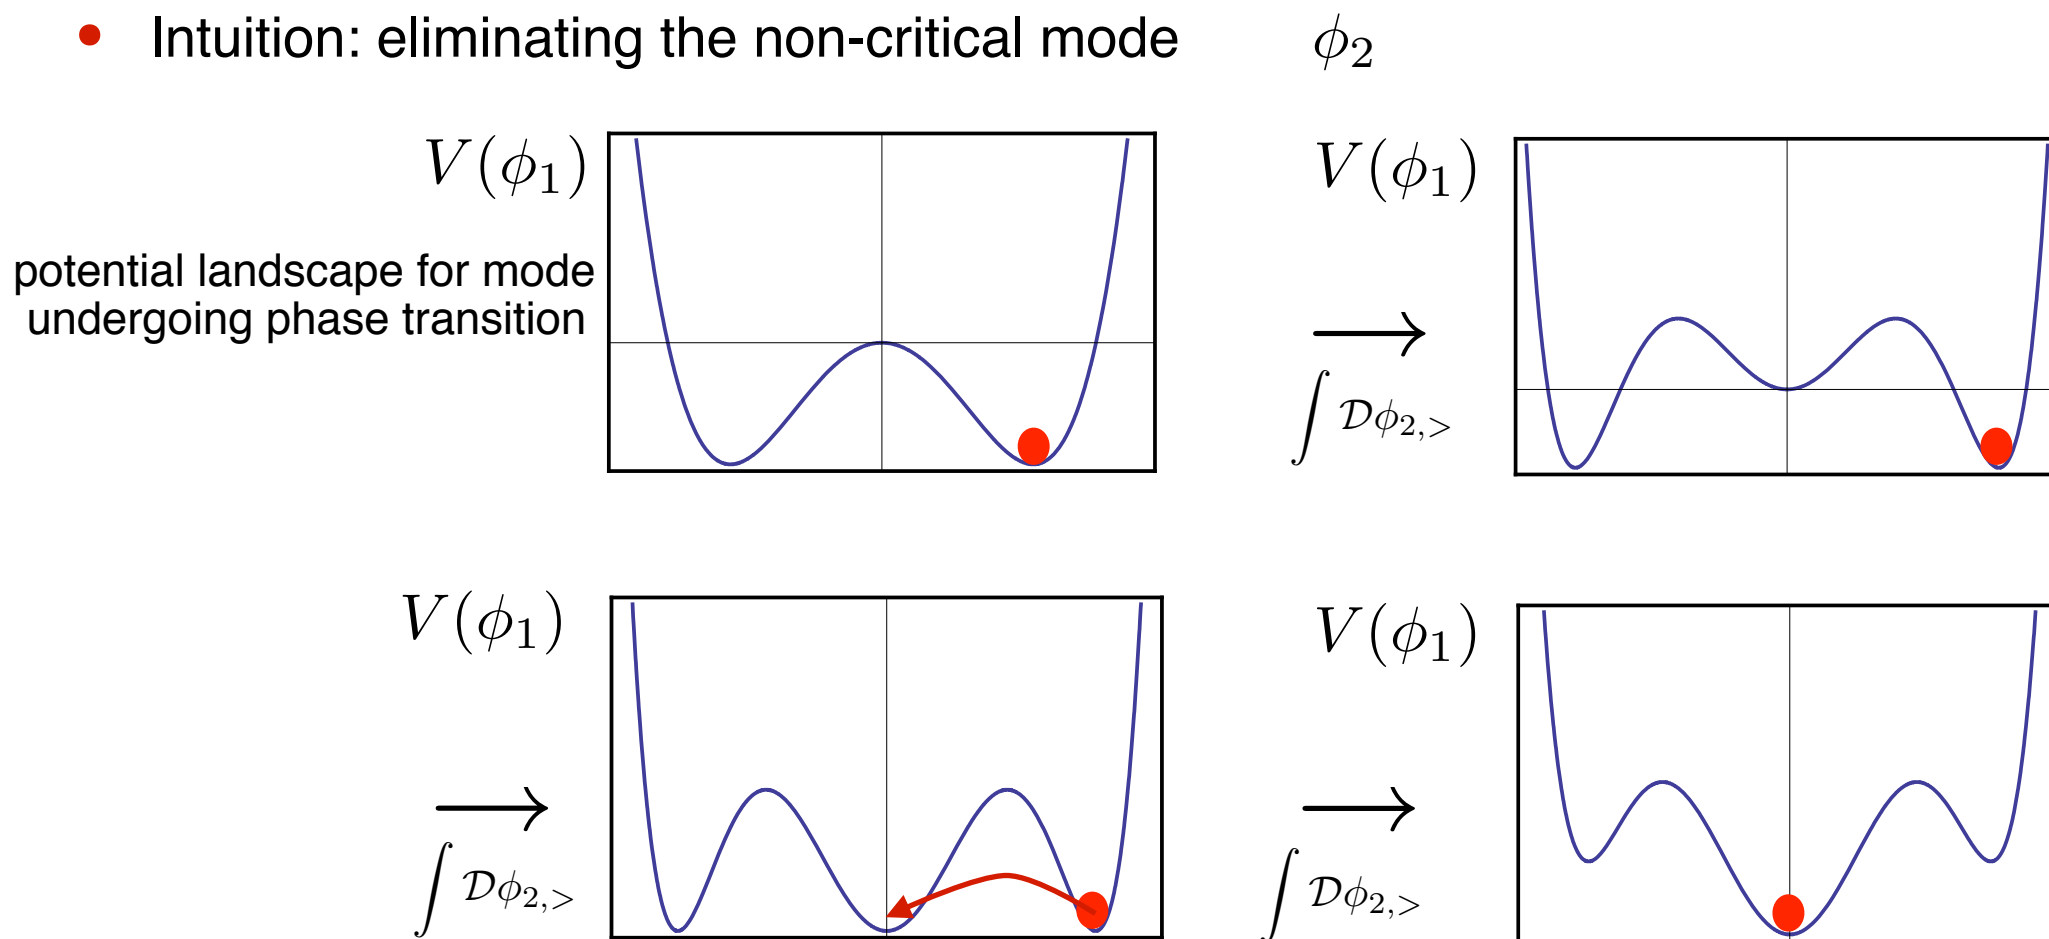 • Intuition: eliminating the non-critical mode ϕ₂
V(ϕ₁)
V(ϕ₁)
potential landscape for mode
undergoing phase transition
⟶
∫ 𝒟ϕ₂,>
V(ϕ₁)
V(ϕ₁)
⟶
∫ 𝒟ϕ₂,>
⟶
∫ 𝒟ϕ₂,>